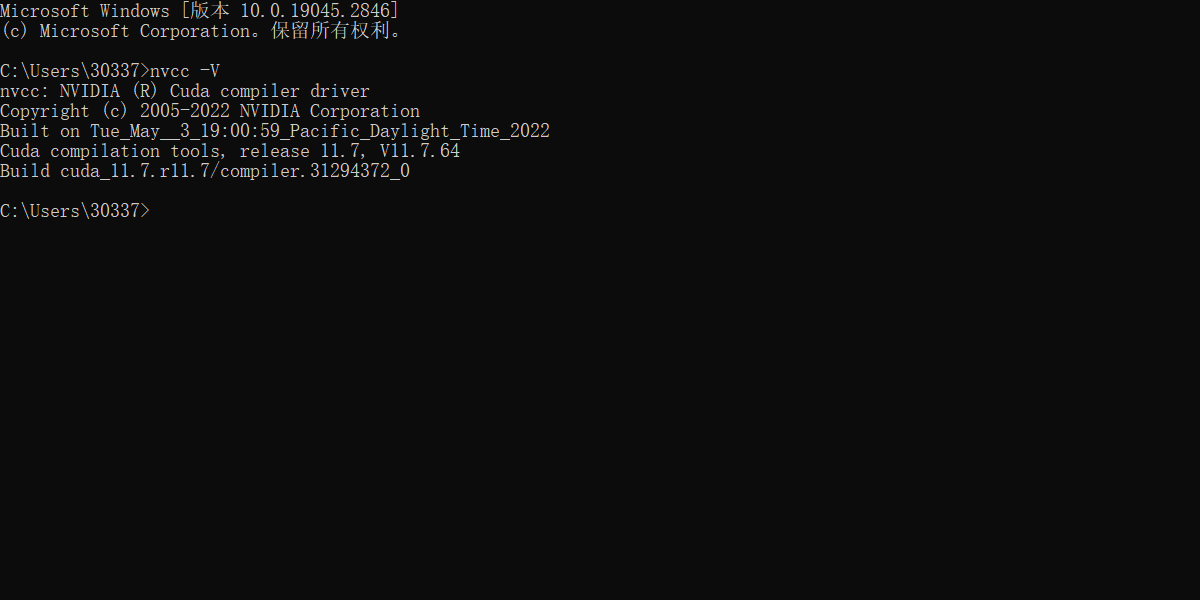 Microsoft Windows [版本 10.0.19045.2846]
(c) Microsoft Corporation。保留所有权利。
C:\Users\30337>nvcc -V
nvcc: NVIDIA (R) Cuda compiler driver
Copyright (c) 2005-2022 NVIDIA Corporation
Built on Tue_May__3_19:00:59_Pacific_Daylight_Time_2022
Cuda compilation tools, release 11.7, V11.7.64
Build cuda_11.7.r11.7/compiler.31294372_0
C:\Users\30337>